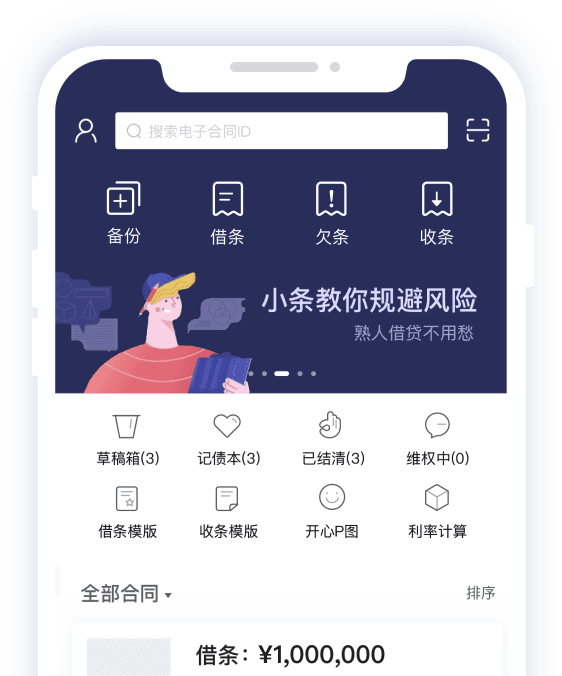 搜索电子合同ID
备份 借条 欠条 收条
小条教你规避风险
熟人借贷不用愁
草稿箱(3) 记债本(3) 已结清(3) 维权中(0)
借条模版 收条模版 开心P图 利率计算
全部合同 排序
借条：¥1,000,000